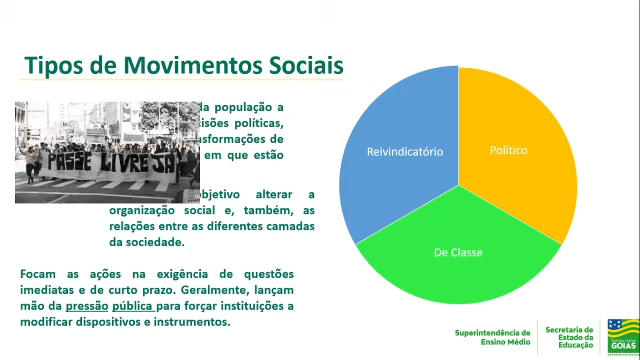 Tipos de Movimentos Sociais
da população a
isões políticas,
nsformações de
em que estão
PASSE LIVRE JÁ
objetivo alterar a
organização social e, também, as
relações entre as diferentes camadas
da sociedade.
Focam as ações na exigência de questões
imediatas e de curto prazo. Geralmente, lançam
mão da pressão pública para forçar instituições a
modificar dispositivos e instrumentos.
Reivindicatório
Político
De Classe
Superintendência de
Ensino Médio
Secretaria de
Estado da
Educação
GOIÁS